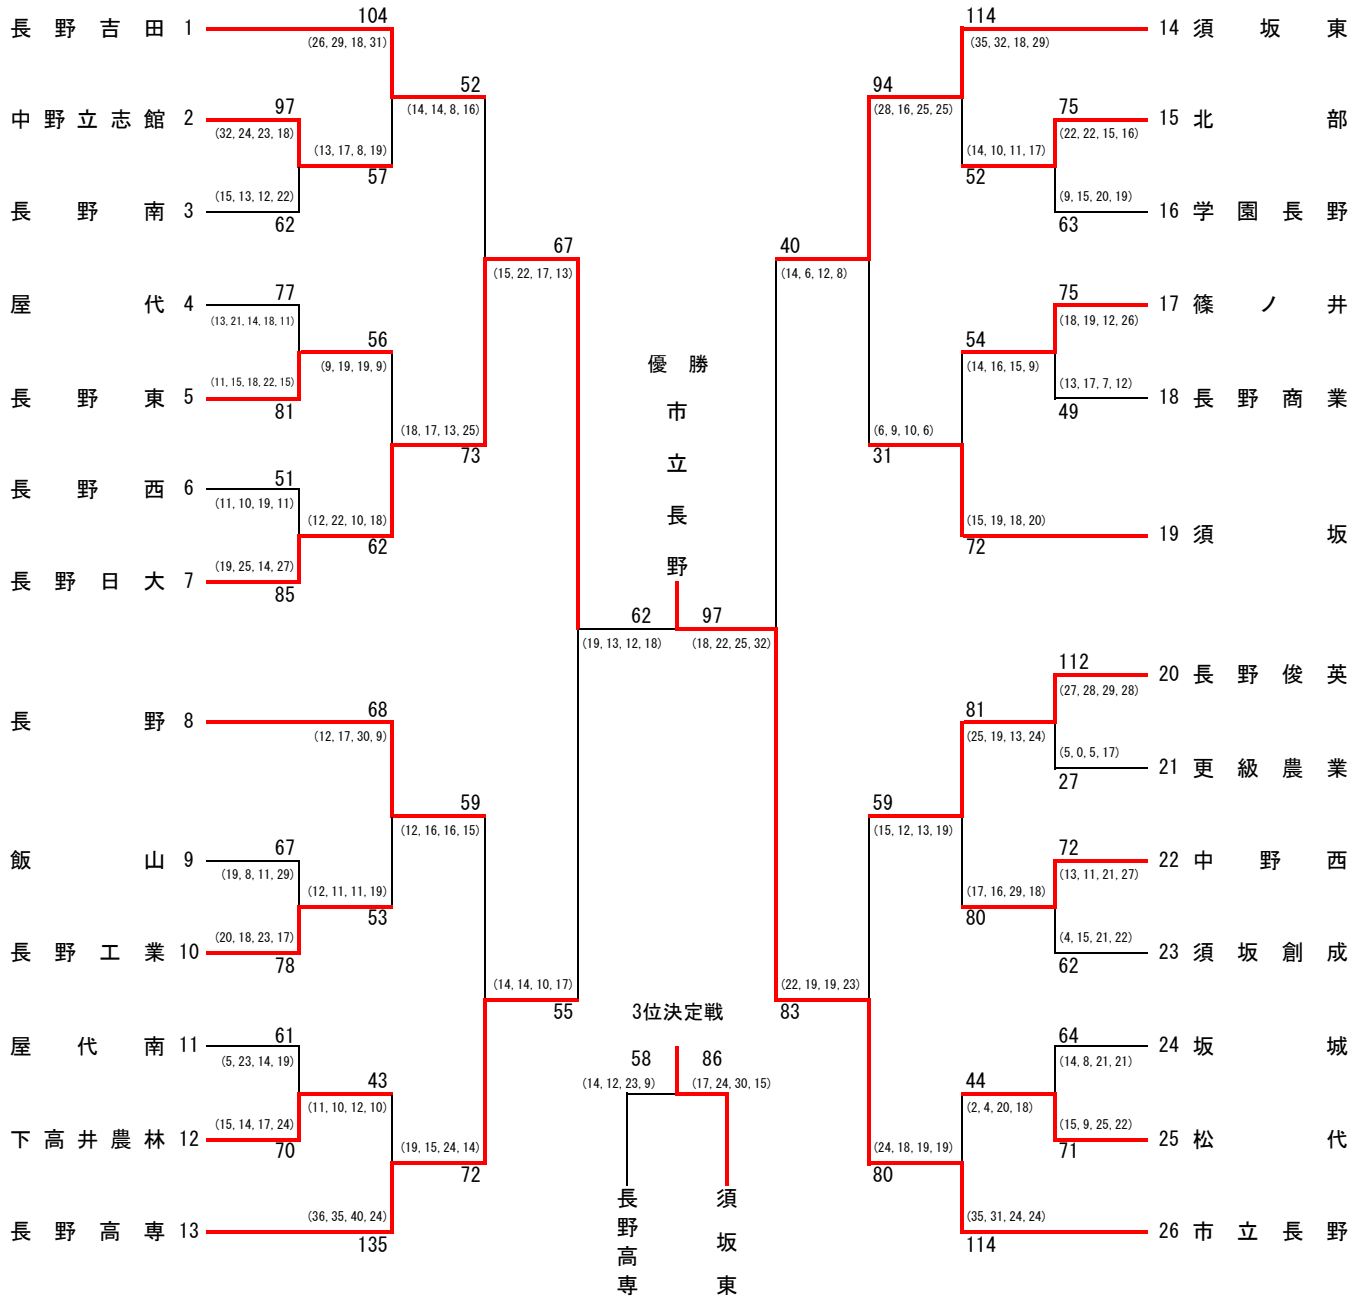 長野吉田 1
104
(26, 29, 18, 31)
中野立志館 2
97
(32, 24, 23, 18)
長野南 3
(15, 13, 12, 22)
62
(13, 17, 8, 19)
57
52
(14, 14, 8, 16)
屋代 4
77
(13, 21, 14, 18, 11)
長野東 5
(11, 15, 18, 22, 15)
81
56
(9, 19, 19, 9)
長野西 6
51
(11, 10, 19, 11)
長野日大 7
(19, 25, 14, 27)
85
(12, 22, 10, 18)
62
(18, 17, 13, 25)
73
67
(15, 22, 17, 13)
長野 8
68
(12, 17, 30, 9)
飯山 9
67
(19, 8, 11, 29)
長野工業 10
(20, 18, 23, 17)
78
(12, 11, 11, 19)
53
59
(12, 16, 16, 15)
屋代南 11
61
(5, 23, 14, 19)
下高井農林 12
(15, 14, 17, 24)
70
43
(11, 10, 12, 10)
長野高専 13
(36, 35, 40, 24)
135
(19, 15, 24, 14)
72
(14, 14, 10, 17)
55
優勝
市立長野
62
(19, 13, 12, 18)
97
(18, 22, 25, 32)
3位決定戦
58
(14, 12, 23, 9)
86
(17, 24, 30, 15)
長野高専
須坂東
114
(35, 32, 18, 29)
14 須坂東
75
(22, 22, 15, 16)
15 北部
(9, 15, 20, 19)
63
16 学園長野
(14, 10, 11, 17)
52
94
(28, 16, 25, 25)
75
(18, 19, 12, 26)
17 篠ノ井
(13, 17, 7, 12)
49
18 長野商業
54
(14, 16, 15, 9)
(15, 19, 18, 20)
72
19 須坂
(6, 9, 10, 6)
31
40
(14, 6, 12, 8)
112
(27, 28, 29, 28)
20 長野俊英
(5, 0, 5, 17)
27
21 更級農業
81
(25, 19, 13, 24)
72
(13, 11, 21, 27)
22 中野西
(4, 15, 21, 22)
62
23 須坂創成
(17, 16, 29, 18)
80
59
(15, 12, 13, 19)
64
(14, 8, 21, 21)
24 坂城
(15, 9, 25, 22)
71
25 松代
44
(2, 4, 20, 18)
(35, 31, 24, 24)
114
26 市立長野
(24, 18, 19, 19)
80
(22, 19, 19, 23)
83